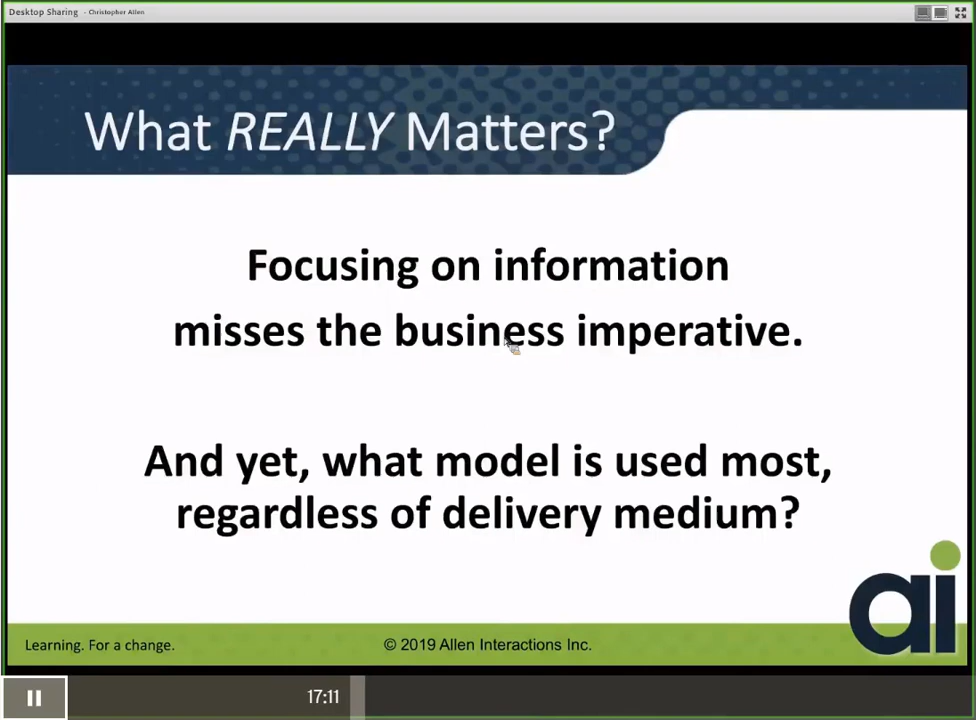 Desktop Sharing - Christopher Allen
What REALLY Matters?
Focusing on information
misses the business imperative.
And yet, what model is used most,
regardless of delivery medium?
ai
Learning. For a change.
© 2019 Allen Interactions Inc.
17:11